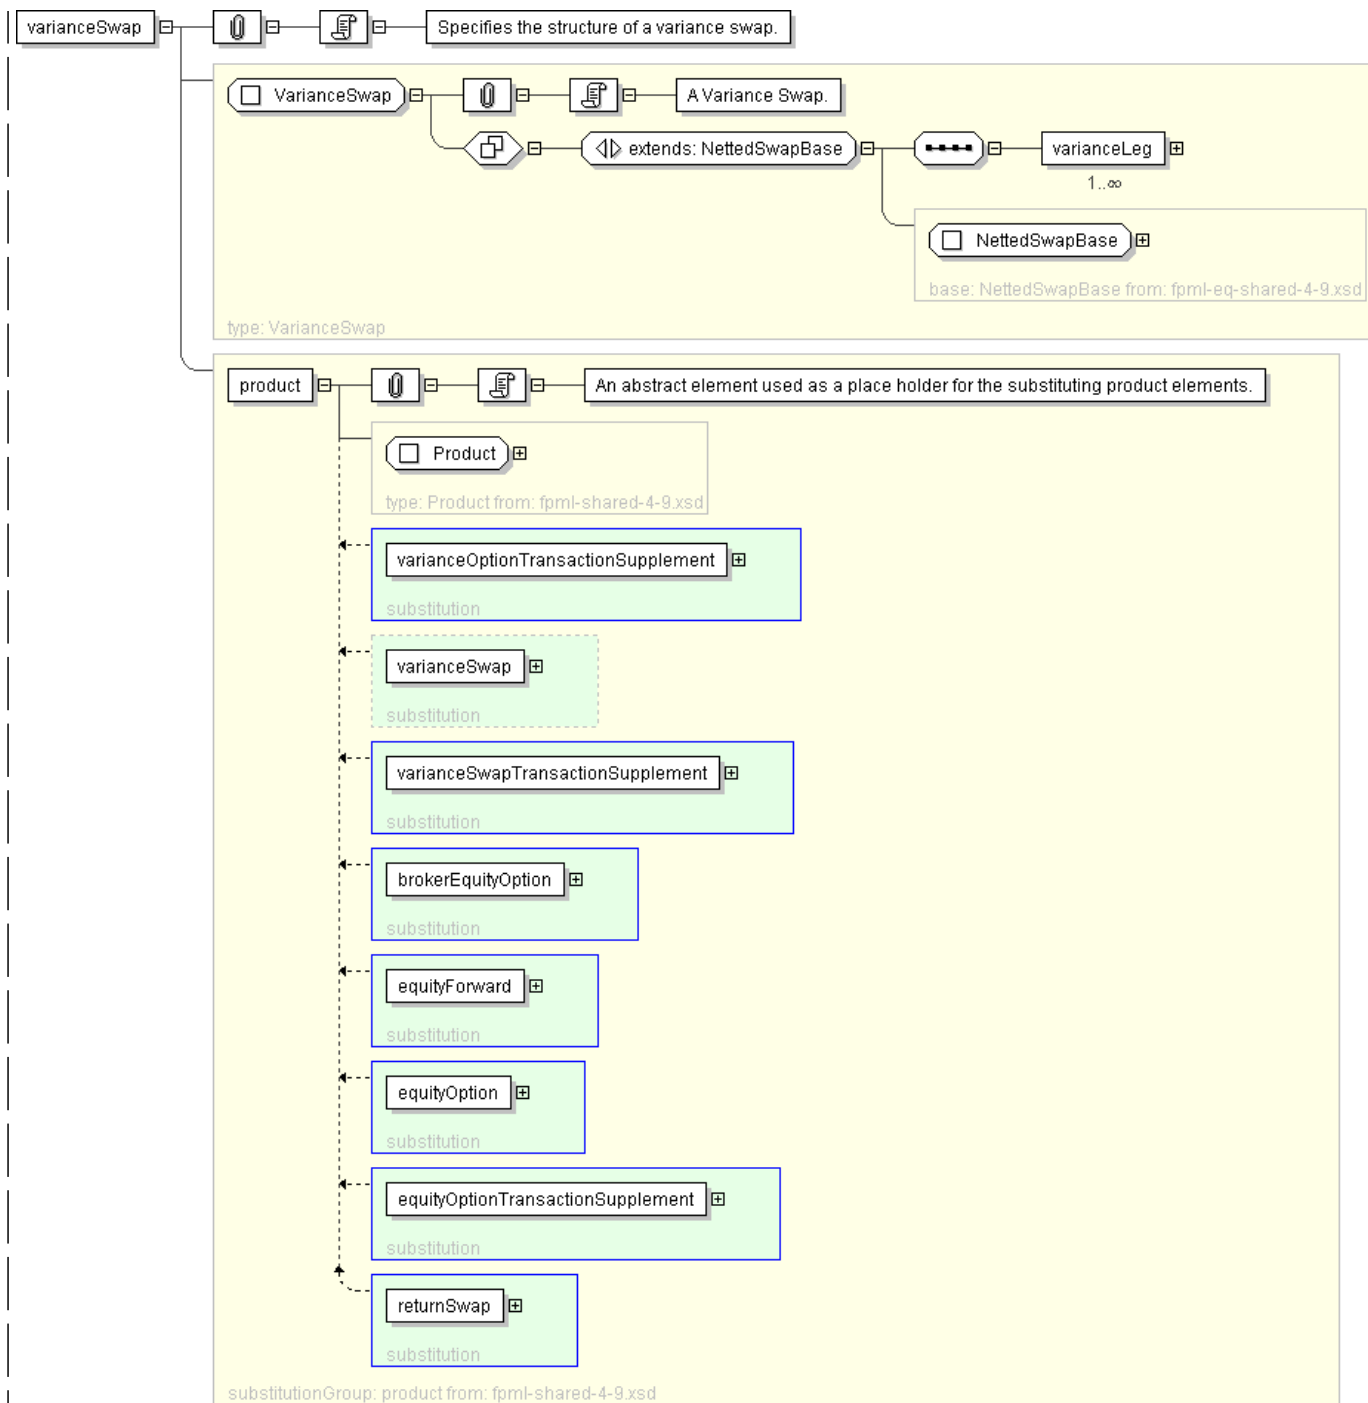 varianceSwap
Specifies the structure of a variance swap.
VarianceSwap
A Variance Swap.
extends: NettedSwapBase
varianceLeg
1..∞
NettedSwapBase
base: NettedSwapBase from: fpml-eq-shared-4-9.xsd
type: VarianceSwap
product
An abstract element used as a place holder for the substituting product elements.
Product
type: Product from: fpml-shared-4-9.xsd
varianceOptionTransactionSupplement
substitution
varianceSwap
substitution
varianceSwapTransactionSupplement
substitution
brokerEquityOption
substitution
equityForward
substitution
equityOption
substitution
equityOptionTransactionSupplement
substitution
returnSwap
substitution
substitutionGroup: product from: fpml-shared-4-9.xsd